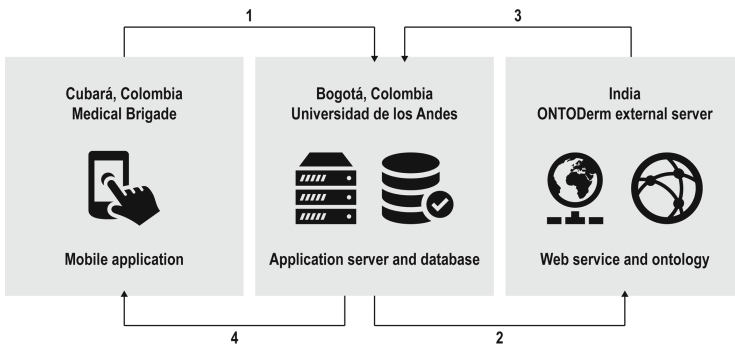 1
3
Cubará, Colombia
Medical Brigade
Mobile application
Bogotá, Colombia
Universidad de los Andes
Application server and database
India
ONTODerm external server
Web service and ontology
4
2